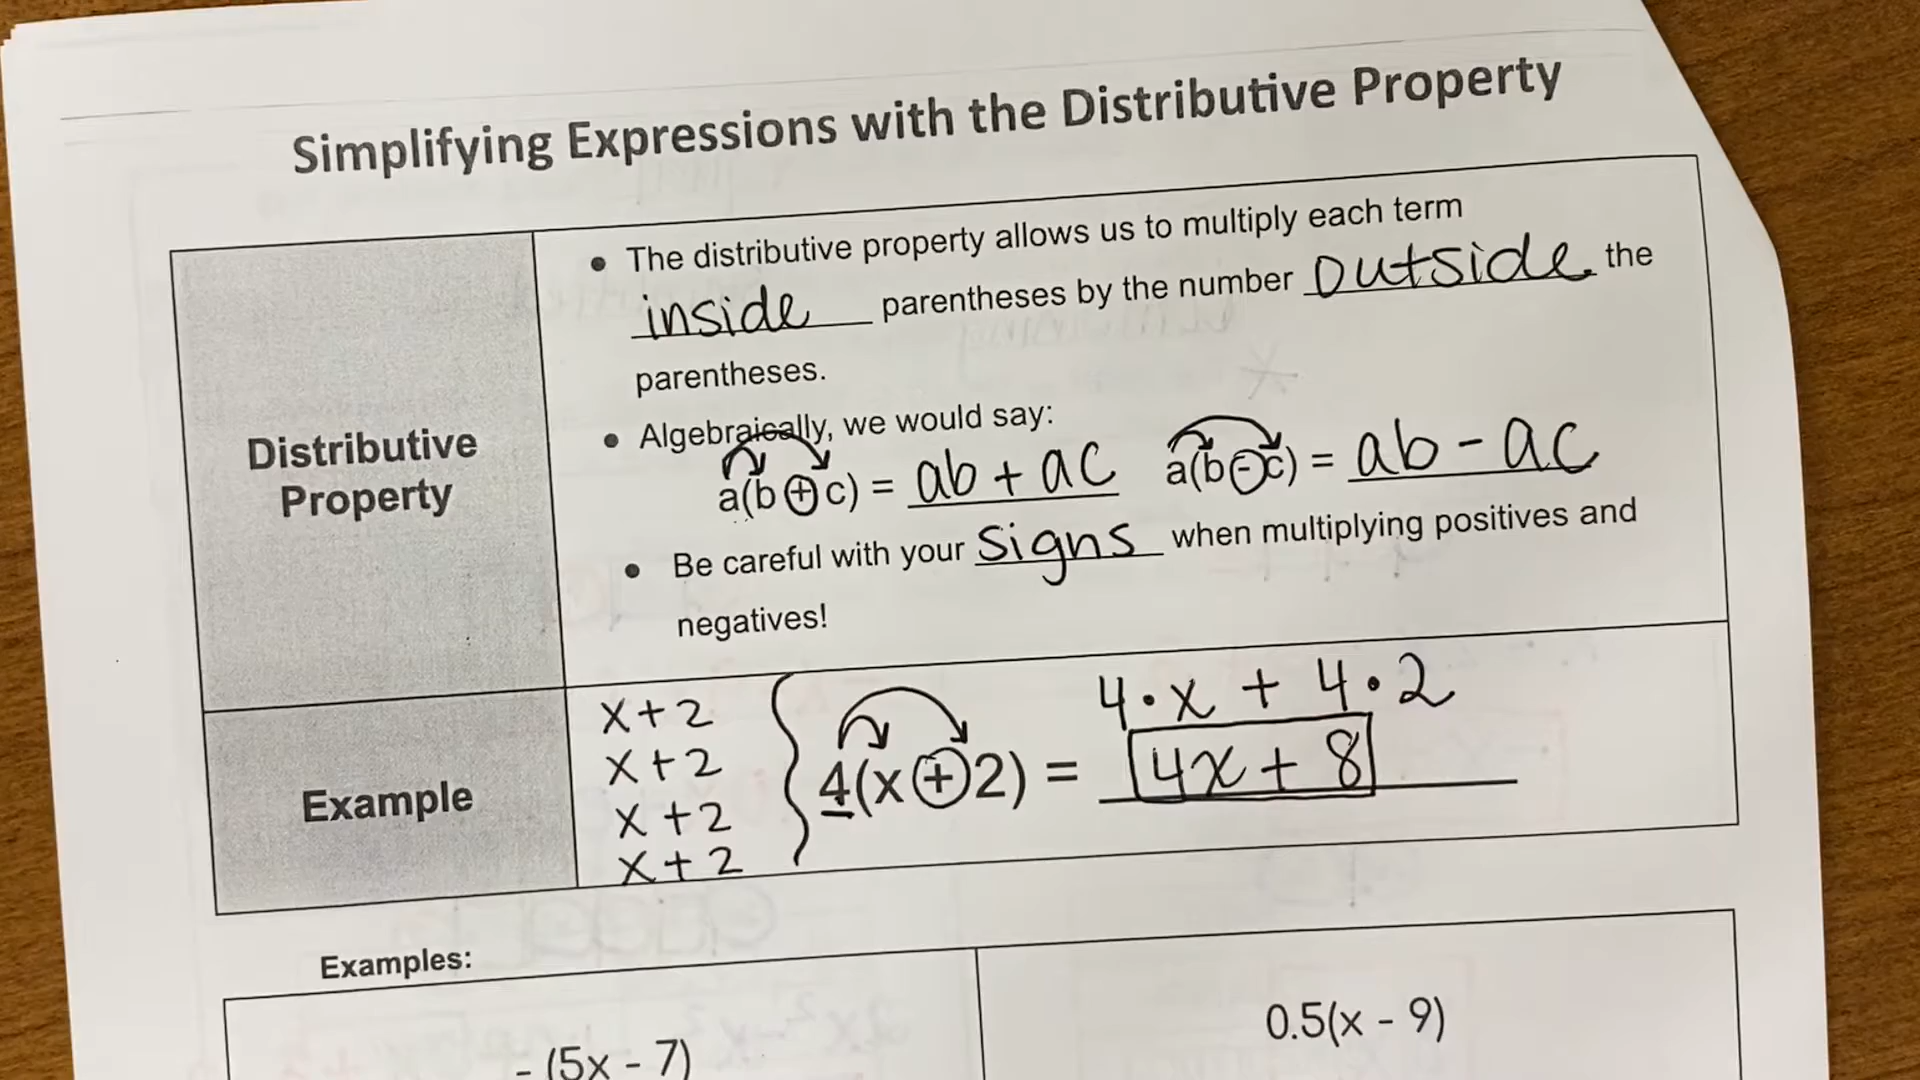 Simplifying Expressions with the Distributive Property
Distributive
Property
• The distributive property allows us to multiply each term
inside parentheses by the number outside the
parentheses.
• Algebraically, we would say:
a(b + c) = ab + ac a(b - c) = ab - ac
• Be careful with your signs when multiplying positives and
negatives!
Example
x + 2
x + 2
x + 2
x + 2
4 • x + 4 • 2
4(x + 2) = 4x + 8
Examples:
- (5x - 7)
0.5(x - 9)